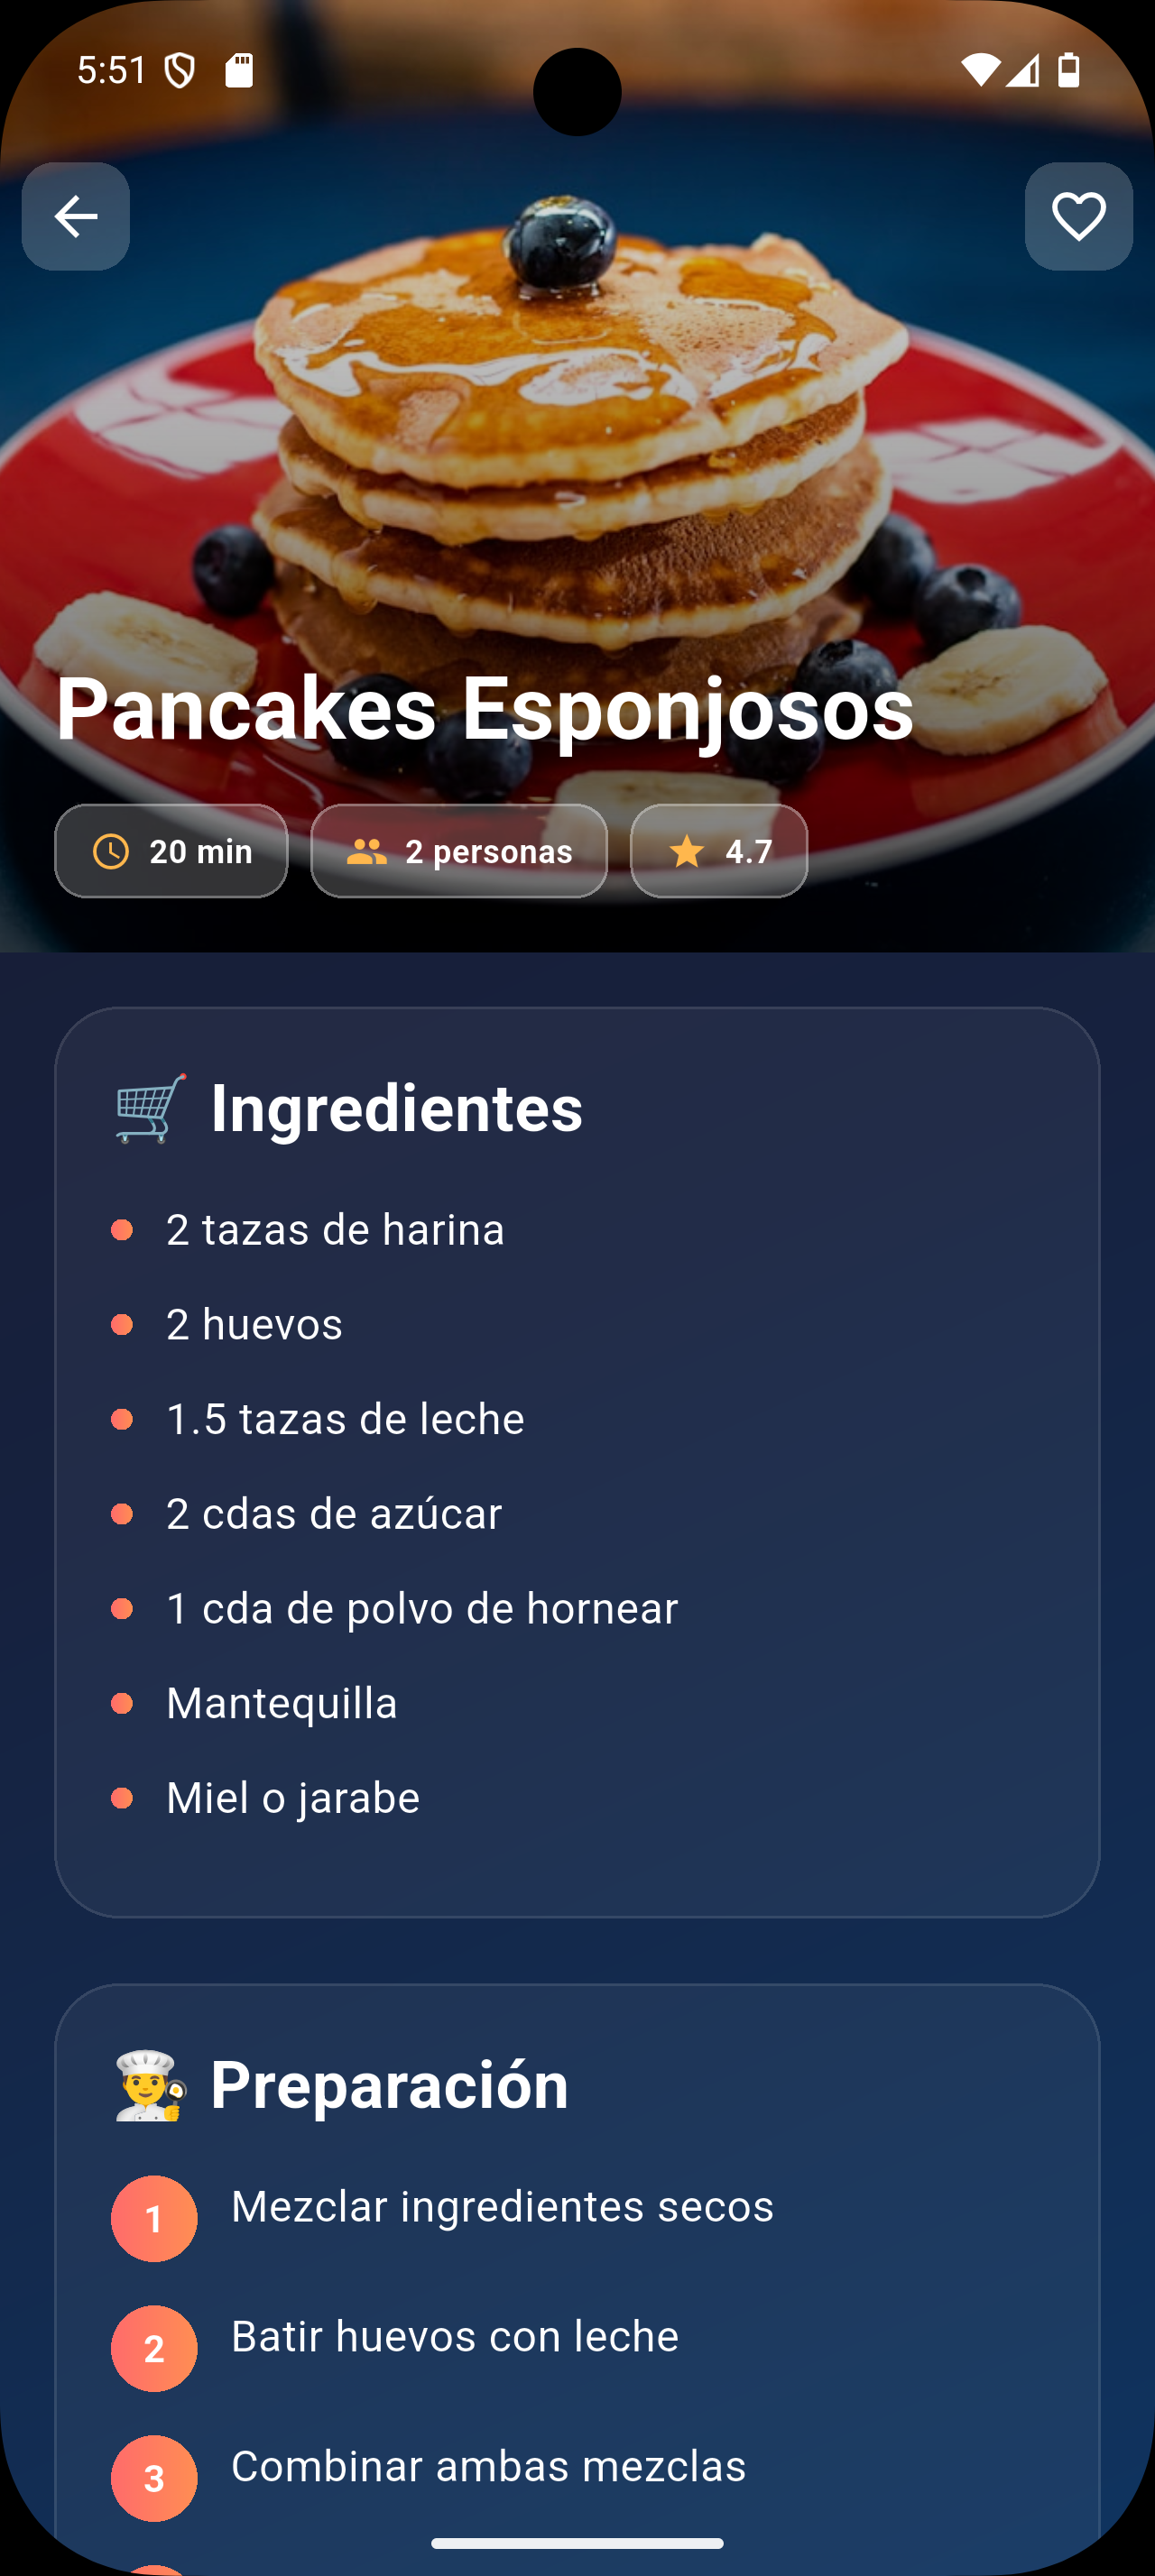 5:51
Pancakes Esponjosos
20 min 2 personas 4.7
Ingredientes
2 tazas de harina
2 huevos
1.5 tazas de leche
2 cdas de azúcar
1 cda de polvo de hornear
Mantequilla
Miel o jarabe
Preparación
1 Mezclar ingredientes secos
2 Batir huevos con leche
3 Combinar ambas mezclas